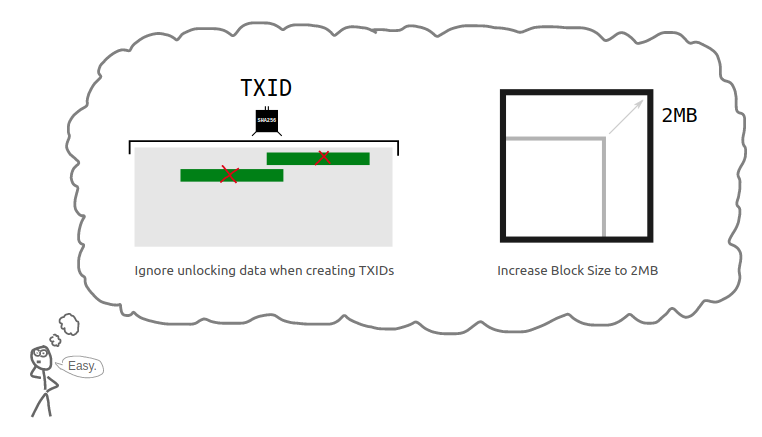 TXID
SHA256
2MB
Ignore unlocking data when creating TXIDs
Increase Block Size to 2MB
Easy.